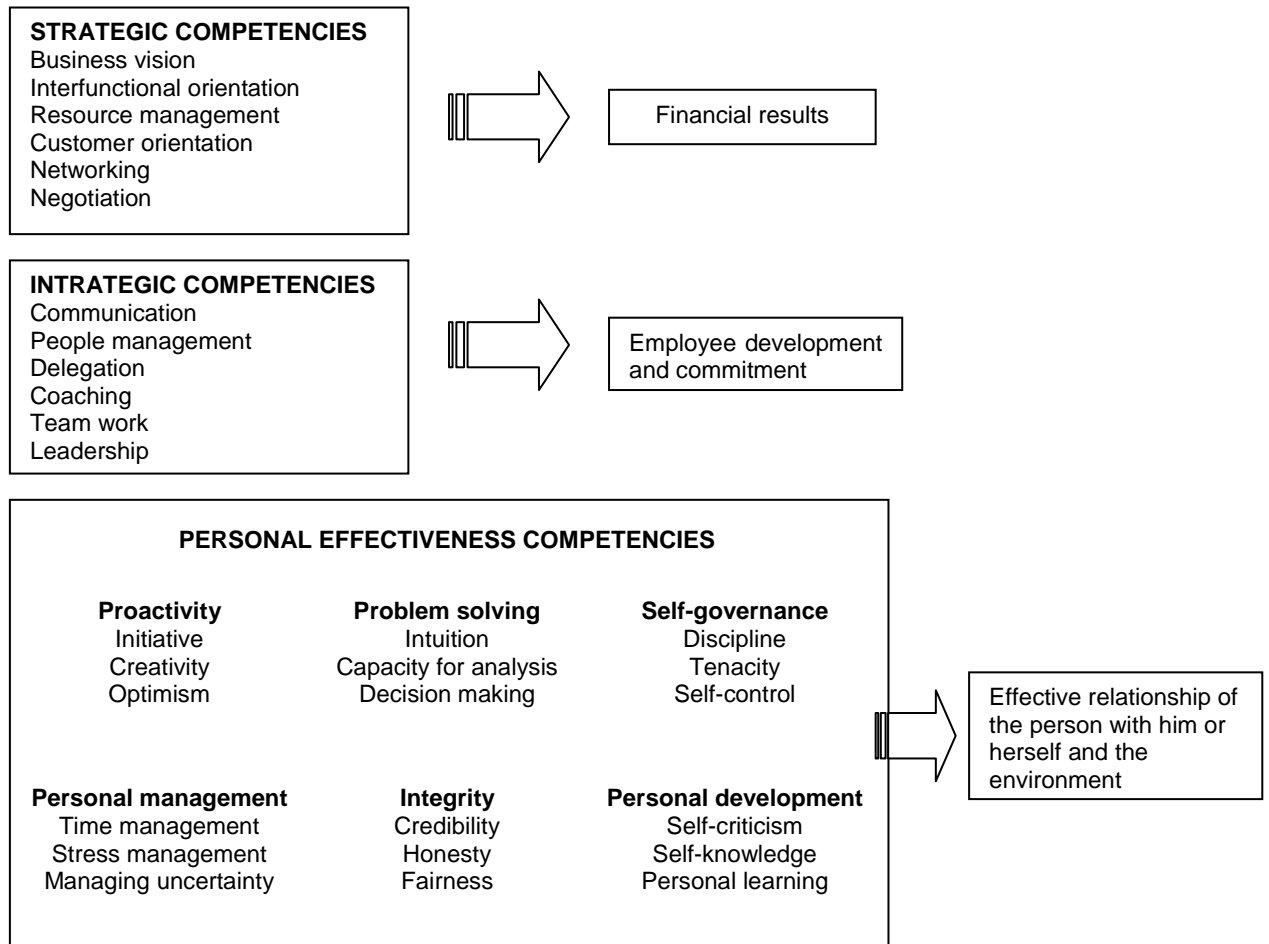 STRATEGIC COMPETENCIES
Business vision
Interfunctional orientation
Resource management
Customer orientation
Networking
Negotiation
Financial results
INTRATEGIC COMPETENCIES
Communication
People management
Delegation
Coaching
Team work
Leadership
Employee development
and commitment
PERSONAL EFFECTIVENESS COMPETENCIES
Proactivity
Initiative
Creativity
Optimism
Problem solving
Intuition
Capacity for analysis
Decision making
Self-governance
Discipline
Tenacity
Self-control
Personal management
Time management
Stress management
Managing uncertainty
Integrity
Credibility
Honesty
Fairness
Personal development
Self-criticism
Self-knowledge
Personal learning
Effective relationship of
the person with him or
herself and the
environment